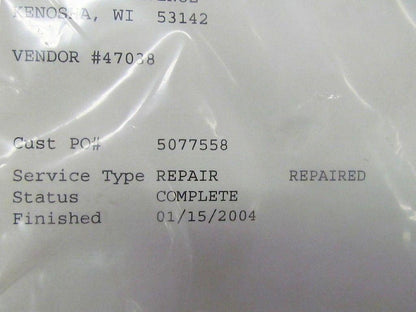 KENOSHA, WI 53142
VENDOR #47038
Cust PO# 5077558
Service Type REPAIR REPAIRED
Status COMPLETE
Finished 01/15/2004